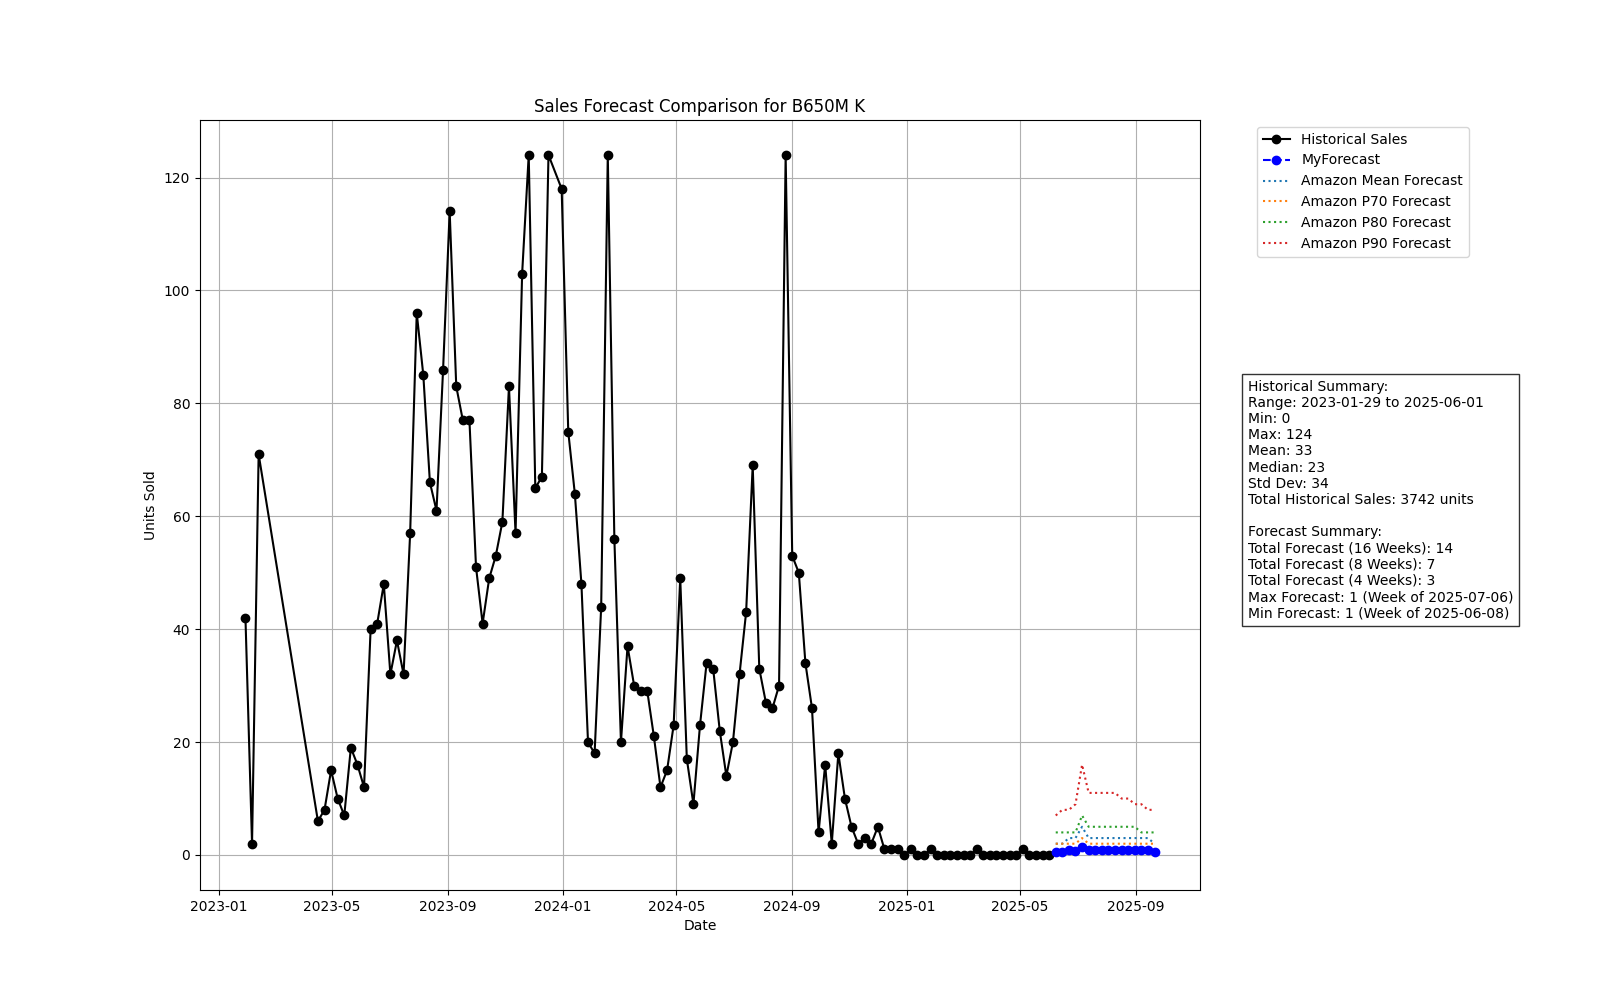 Sales Forecast Comparison for B650M K
Units Sold
120
100
80
60
40
20
0
2023-01
2023-05
2023-09
2024-01
2024-05
2024-09
2025-01
2025-05
2025-09
Date
Historical Sales
MyForecast
Amazon Mean Forecast
Amazon P70 Forecast
Amazon P80 Forecast
Amazon P90 Forecast
Historical Summary:
Range: 2023-01-29 to 2025-06-01
Min: 0
Max: 124
Mean: 33
Median: 23
Std Dev: 34
Total Historical Sales: 3742 units
Forecast Summary:
Total Forecast (16 Weeks): 14
Total Forecast (8 Weeks): 7
Total Forecast (4 Weeks): 3
Max Forecast: 1 (Week of 2025-07-06)
Min Forecast: 1 (Week of 2025-06-08)